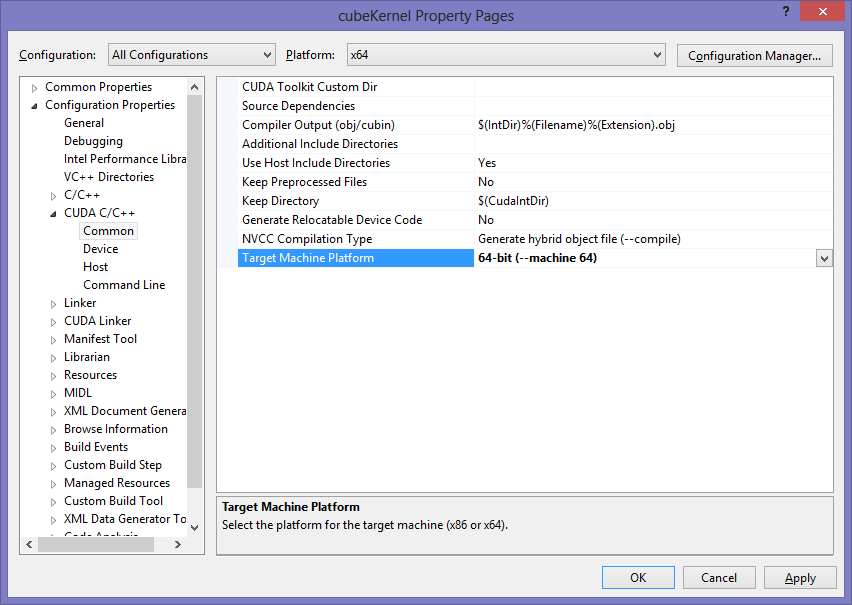 cubeKernel Property Pages
?
Configuration: All Configurations Platform: x64 Configuration Manager...
Common Properties
Configuration Properties
General
Debugging
Intel Performance Libra
VC++ Directories
C/C++
CUDA C/C++
Common
Device
Host
Command Line
Linker
CUDA Linker
Manifest Tool
Librarian
Resources
MIDL
XML Document Genera
Browse Information
Build Events
Custom Build Step
Managed Resources
Custom Build Tool
XML Data Generator To
Code Analysis
CUDA Toolkit Custom Dir
Source Dependencies
Compiler Output (obj/cubin) $(IntDir)%(Filename)%(Extension).obj
Additional Include Directories
Use Host Include Directories Yes
Keep Preprocessed Files No
Keep Directory $(CudaIntDir)
Generate Relocatable Device Code No
NVCC Compilation Type Generate hybrid object file (--compile)
Target Machine Platform 64-bit (--machine 64)
Target Machine Platform
Select the platform for the target machine (x86 or x64).
OK Cancel Apply